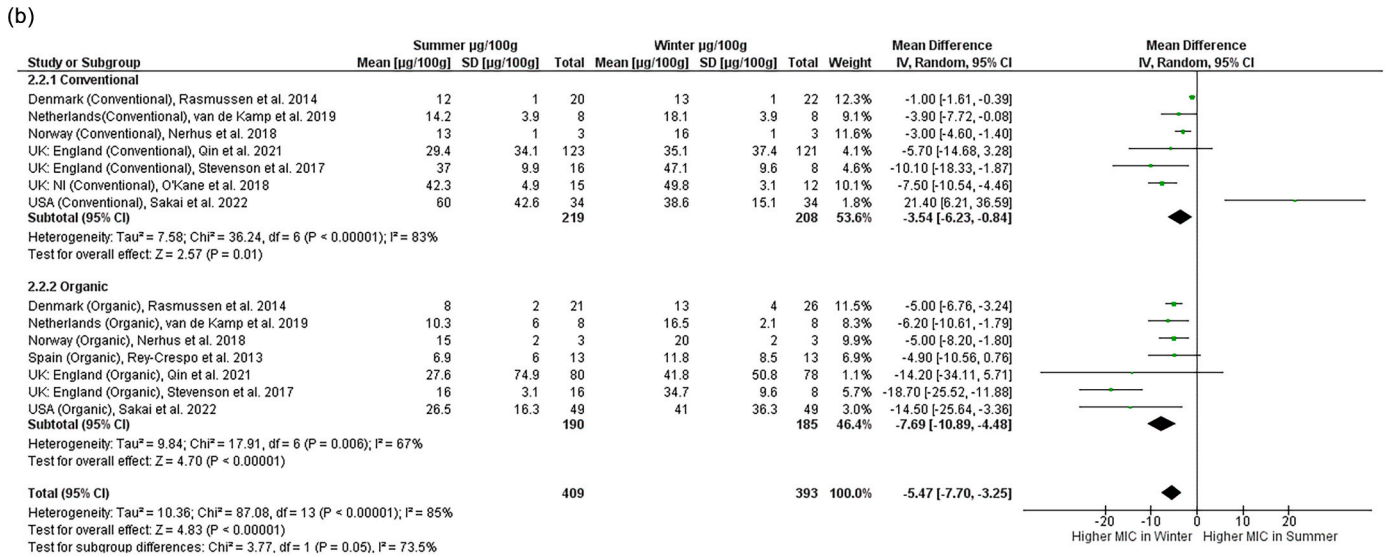 (b)
Summer µg/100g Winter µg/100g Mean Difference Mean Difference
Study or Subgroup Mean [µg/100g] SD [µg/100g] Total Mean [µg/100g] SD [µg/100g] Total Weight IV, Random, 95% CI IV, Random, 95% CI
2.2.1 Conventional
Denmark (Conventional), Rasmussen et al. 2014 12 1 20 13 1 22 12.3% -1.00 [-1.61, -0.39]
Netherlands(Conventional), van de Kamp et al. 2019 14.2 3.9 8 18.1 3.9 8 9.1% -3.90 [-7.72, -0.08]
Norway (Conventional), Nerhus et al. 2018 13 1 3 16 1 3 11.6% -3.00 [-4.60, -1.40]
UK: England (Conventional), Qin et al. 2021 29.4 34.1 123 35.1 37.4 121 4.1% -5.70 [-14.68, 3.28]
UK: England (Conventional), Stevenson et al. 2017 37 9.9 16 47.1 9.6 8 4.6% -10.10 [-18.33, -1.87]
UK: NI (Conventional), O'Kane et al. 2018 42.3 4.9 15 49.8 3.1 12 10.1% -7.50 [-10.54, -4.46]
USA (Conventional), Sakai et al. 2022 60 42.6 34 38.6 15.1 34 1.8% 21.40 [6.21, 36.59]
Subtotal (95% CI) 219 208 53.6% -3.54 [-6.23, -0.84]
Heterogeneity: Tau² = 7.58; Chi² = 36.24, df = 6 (P < 0.00001); I² = 83%
Test for overall effect: Z = 2.57 (P = 0.01)
2.2.2 Organic
Denmark (Organic), Rasmussen et al. 2014 8 2 21 13 4 26 11.5% -5.00 [-6.76, -3.24]
Netherlands (Organic), van de Kamp et al. 2019 10.3 6 8 16.5 2.1 8 8.3% -6.20 [-10.61, -1.79]
Norway (Organic), Nerhus et al. 2018 15 2 3 20 2 3 9.9% -5.00 [-8.20, -1.80]
Spain (Organic), Rey-Crespo et al. 2013 6.9 6 13 11.8 8.5 13 6.9% -4.90 [-10.56, 0.76]
UK: England (Organic), Qin et al. 2021 27.6 74.9 80 41.8 50.8 78 1.1% -14.20 [-34.11, 5.71]
UK: England (Organic), Stevenson et al. 2017 16 3.1 16 34.7 9.6 8 5.7% -18.70 [-25.52, -11.88]
USA (Organic), Sakai et al. 2022 26.5 16.3 49 41 36.3 49 3.0% -14.50 [-25.64, -3.36]
Subtotal (95% CI) 190 185 46.4% -7.69 [-10.89, -4.48]
Heterogeneity: Tau² = 9.84; Chi² = 17.91, df = 6 (P = 0.006); I² = 67%
Test for overall effect: Z = 4.70 (P < 0.00001)
Total (95% CI) 409 393 100.0% -5.47 [-7.70, -3.25]
Heterogeneity: Tau² = 10.36; Chi² = 87.08, df = 13 (P < 0.00001); I² = 85%
Test for overall effect: Z = 4.83 (P < 0.00001)
Test for subgroup differences: Chi² = 3.77, df = 1 (P = 0.05), I² = 73.5%
-20 -10 0 10 20
Higher MIC in Winter Higher MIC in Summer